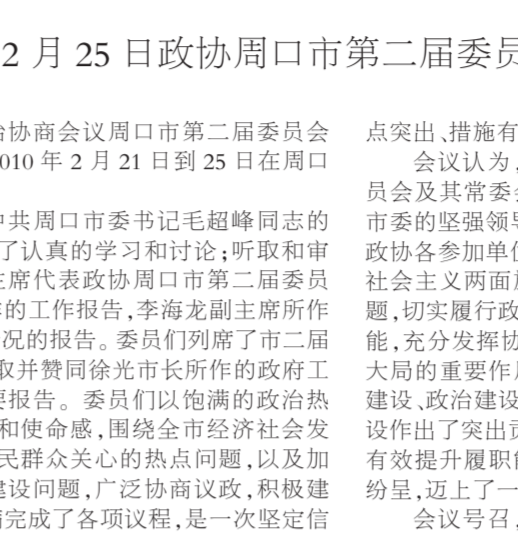 2 月 25 日政协周口市第二届委员
治协商会议周口市第二届委员会
010 年 2 月 21 日到 25 日在周口
中共周口市委书记毛超峰同志的
了认真的学习和讨论;听取和审
主席代表政协周口市第二届委员
的工作报告,李海龙副主席所作
况的报告。委员们列席了市二届
取并赞同徐光市长所作的政府工
要报告。委员们以饱满的政治热
和使命感,围绕全市经济社会发
民群众关心的热点问题,以及加
建设问题,广泛协商议政,积极建
完成了各项议程,是一次坚定信
点突出、措施有
会议认为,
员会及其常委会
市委的坚强领导
政协各参加单位
社会主义两面旗
题,切实履行政
能,充分发挥协
大局的重要作用
建设、政治建设
设作出了突出贡
有效提升履职能
纷呈,迈上了一
会议号召,